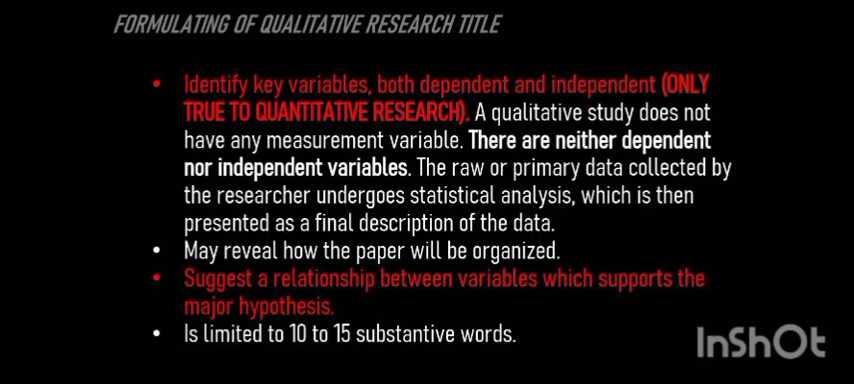 FORMULATING OF QUALITATIVE RESEARCH TITLE
• Identify key variables, both dependent and independent (ONLY
TRUE TO QUANTITATIVE RESEARCH). A qualitative study does not
have any measurement variable. There are neither dependent
nor independent variables. The raw or primary data collected by
the researcher undergoes statistical analysis, which is then
presented as a final description of the data.
• May reveal how the paper will be organized.
• Suggest a relationship between variables which supports the
major hypothesis.
• Is limited to 10 to 15 substantive words.
InShOt